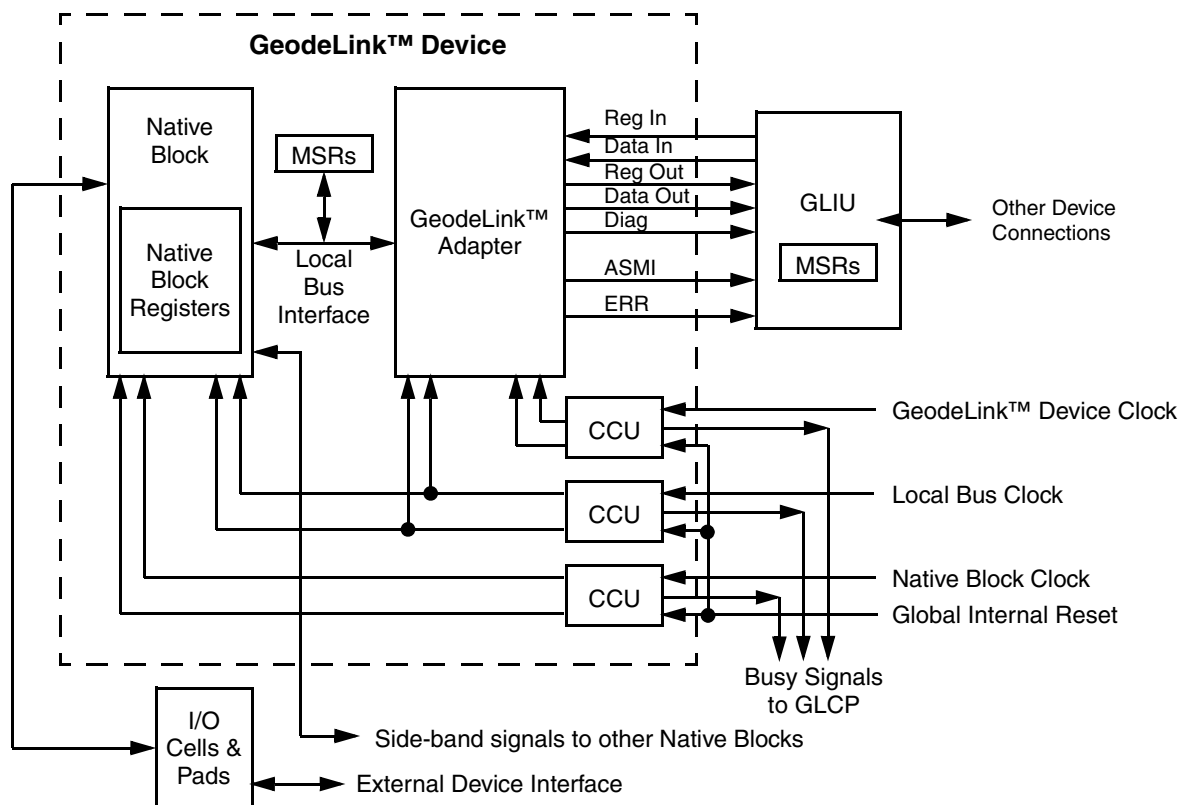 GeodeLink™ Device
Native
Block
Native
Block
Registers
MSRs
Local
Bus
Interface
GeodeLink™
Adapter
Reg In
Data In
Reg Out
Data Out
Diag
ASMI
ERR
GLIU
MSRs
Other Device
Connections
CCU
GeodeLink™ Device Clock
CCU
Local Bus Clock
CCU
Native Block Clock
Global Internal Reset
Busy Signals
to GLCP
I/O
Cells &
Pads
Side-band signals to other Native Blocks
External Device Interface